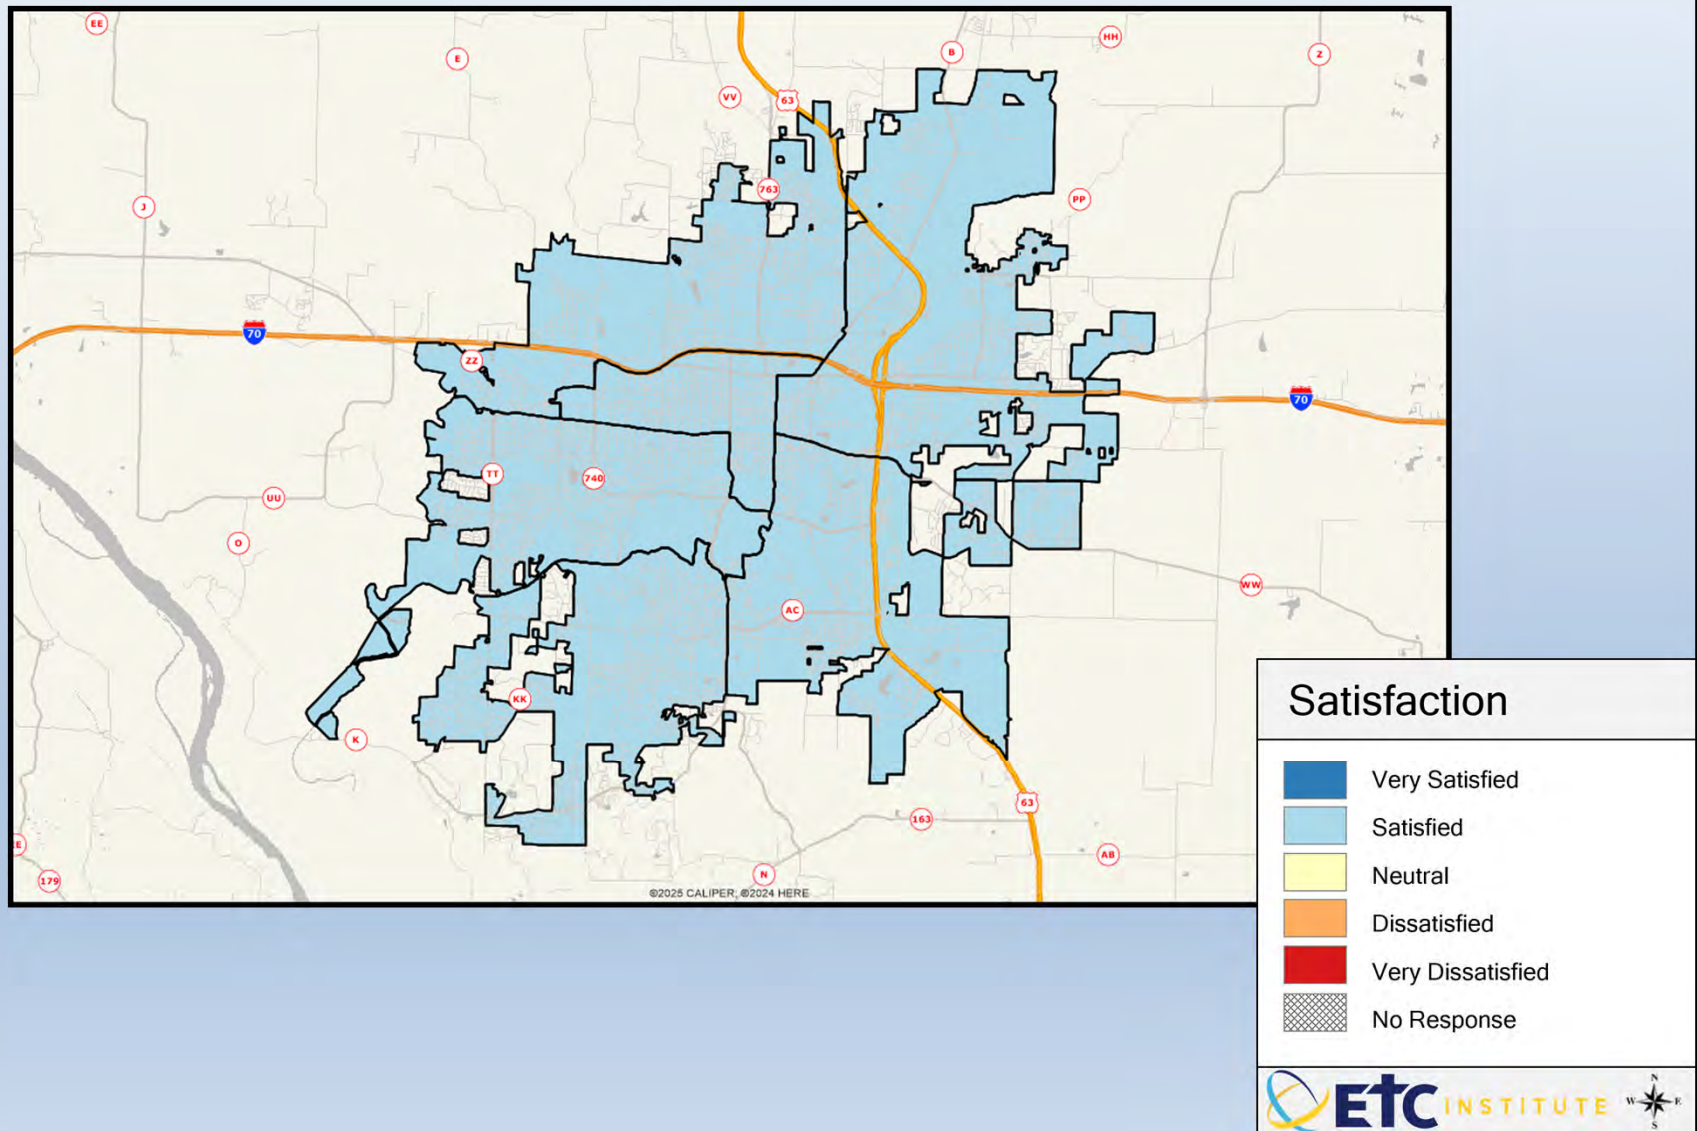 EE
E
B
HH
Z
VV
63
763
J
PP
70
ZZ
70
TT
740
UU
O
WW
AC
KK
K
63
163
E
AB
179
N
©2025 CALIPER; ©2024 HERE
Satisfaction
Very Satisfied
Satisfied
Neutral
Dissatisfied
Very Dissatisfied
No Response
ETC INSTITUTE
N
W E
S